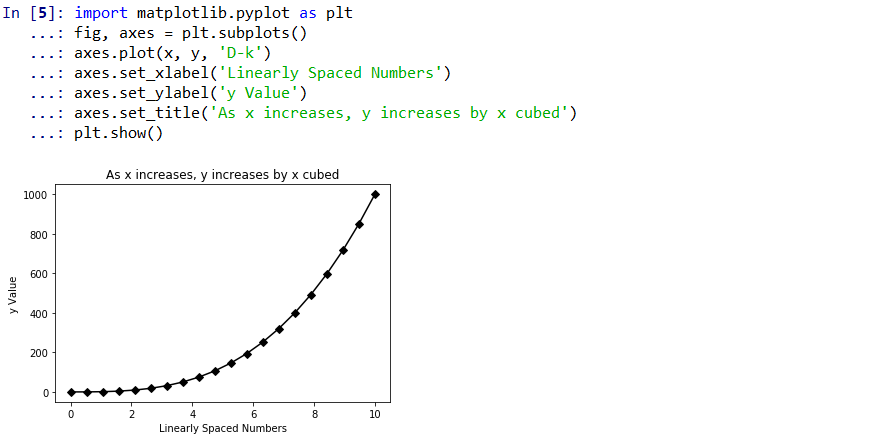 In [5]: import matplotlib.pyplot as plt
...: fig, axes = plt.subplots()
...: axes.plot(x, y, 'D-k')
...: axes.set_xlabel('Linearly Spaced Numbers')
...: axes.set_ylabel('y Value')
...: axes.set_title('As x increases, y increases by x cubed')
...: plt.show()
As x increases, y increases by x cubed
1000
800
600
400
200
0
y Value
0 2 4 6 8 10
Linearly Spaced Numbers